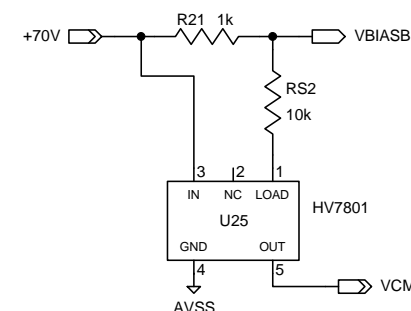 R21 1k
+70V
VBIASB
RS2
10k
3
2
1
IN
NC
LOAD
HV7801
U25
GND
OUT
4
5
VCM
AVSS